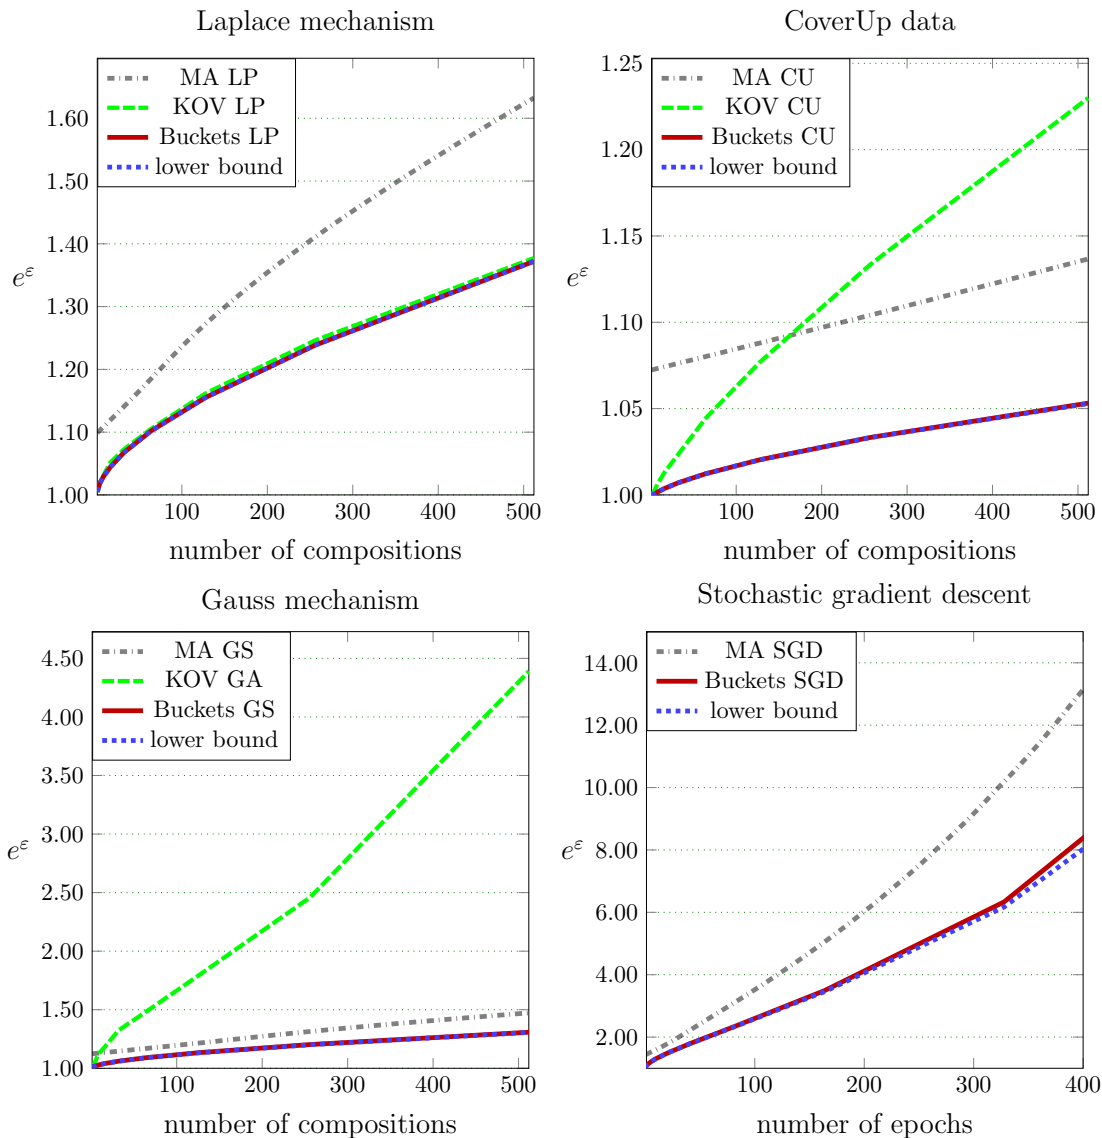 Laplace mechanism
MA LP
KOV LP
Buckets LP
lower bound
1.60
1.50
1.40
1.30
1.20
1.10
1.00
e^ε
100 200 300 400 500
number of compositions
CoverUp data
MA CU
KOV CU
Buckets CU
lower bound
1.25
1.20
1.15
1.10
1.05
1.00
e^ε
100 200 300 400 500
number of compositions
Gauss mechanism
MA GS
KOV GA
Buckets GS
lower bound
4.50
4.00
3.50
3.00
2.50
2.00
1.50
1.00
e^ε
100 200 300 400 500
number of compositions
Stochastic gradient descent
MA SGD
Buckets SGD
lower bound
14.00
12.00
10.00
8.00
6.00
4.00
2.00
e^ε
100 200 300 400
number of epochs